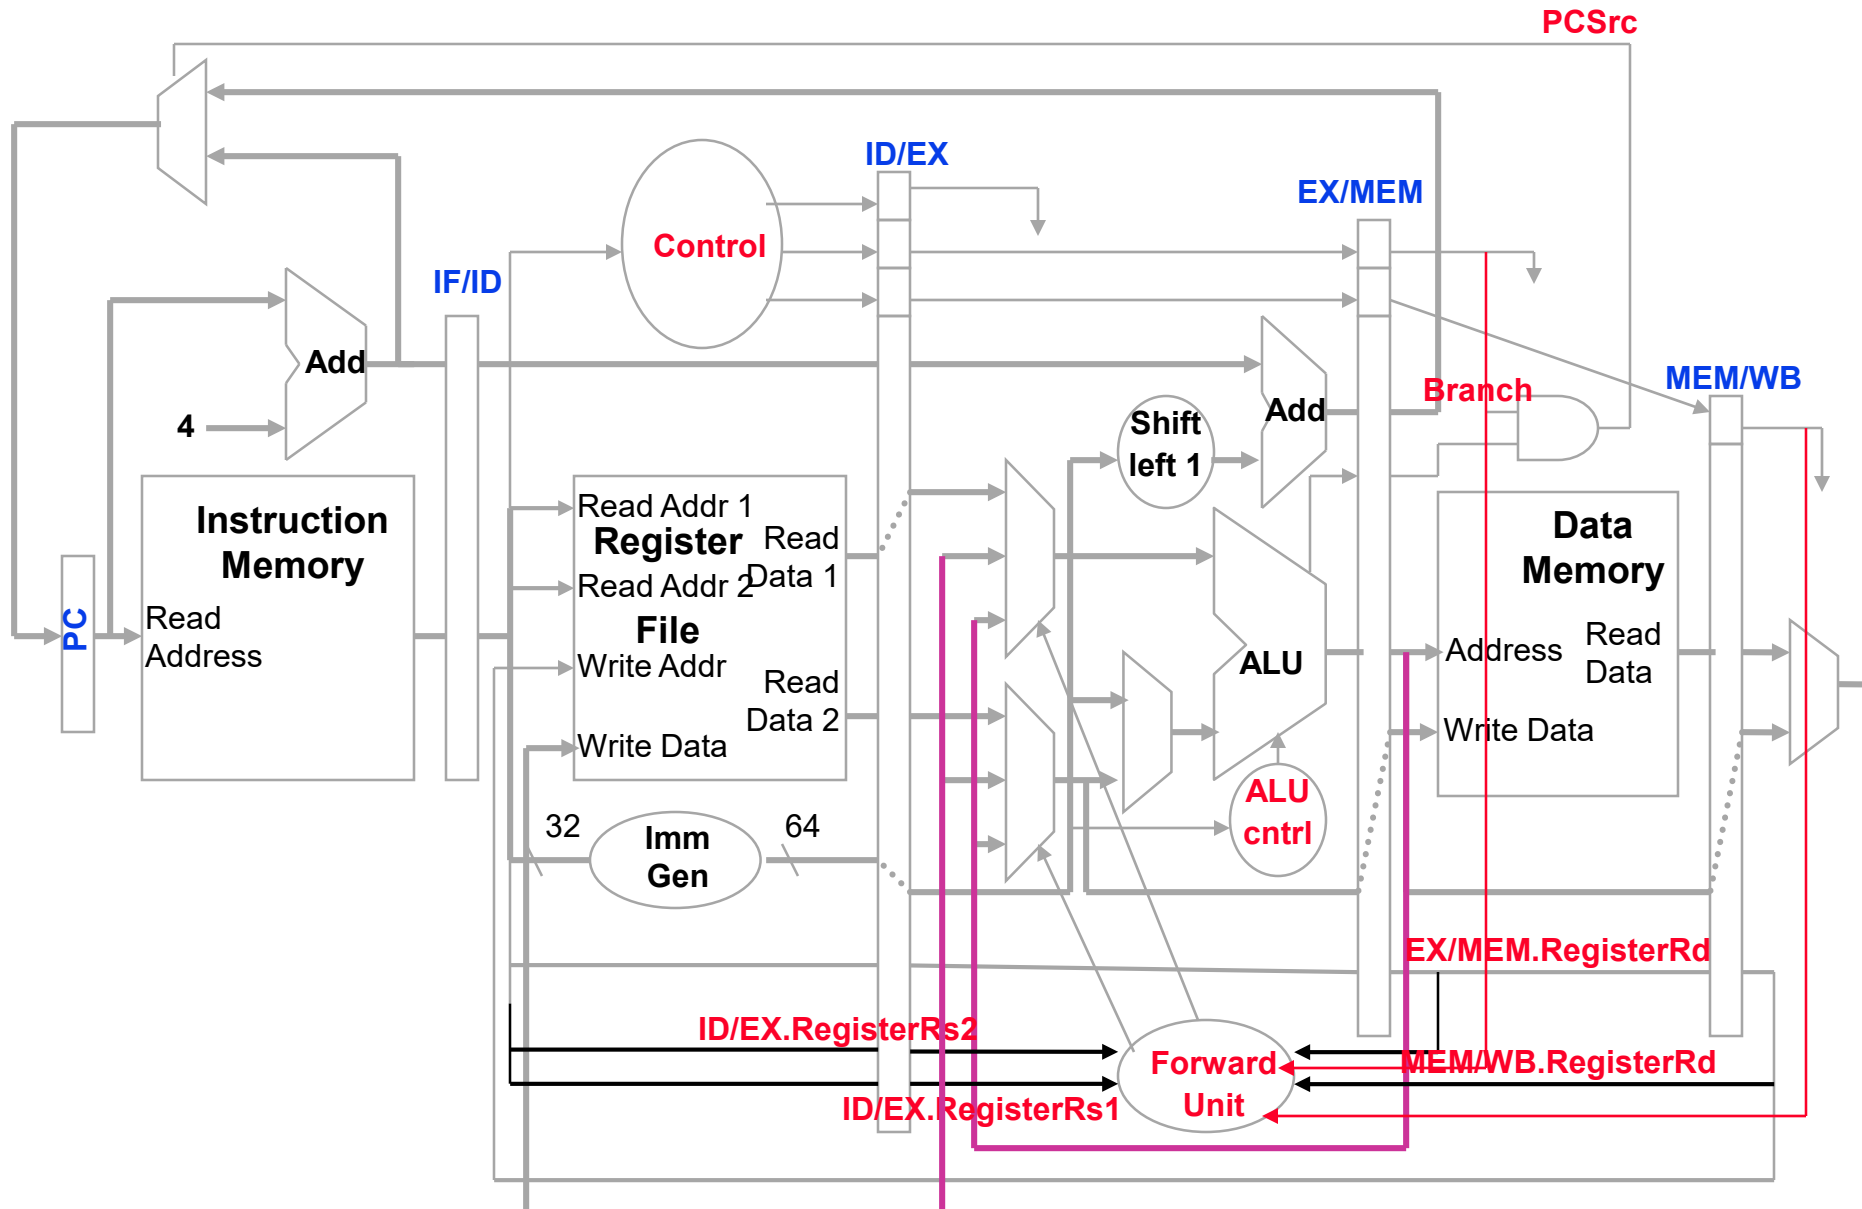 PCSrc
ID/EX
EX/MEM
Control
IF/ID
Add
4
Branch
MEM/WB
Shift
left 1
Add
Instruction
Memory
Read
Address
PC
Read Addr 1
Register
Read
Data 1
Read Addr 2
File
Write Addr
Read
Data 2
Write Data
ALU
Data
Memory
Address
Read
Data
Write Data
32
Imm
Gen
64
ALU
cntrl
EX/MEM.RegisterRd
ID/EX.RegisterRs2
Forward
Unit
MEM/WB.RegisterRd
ID/EX.RegisterRs1